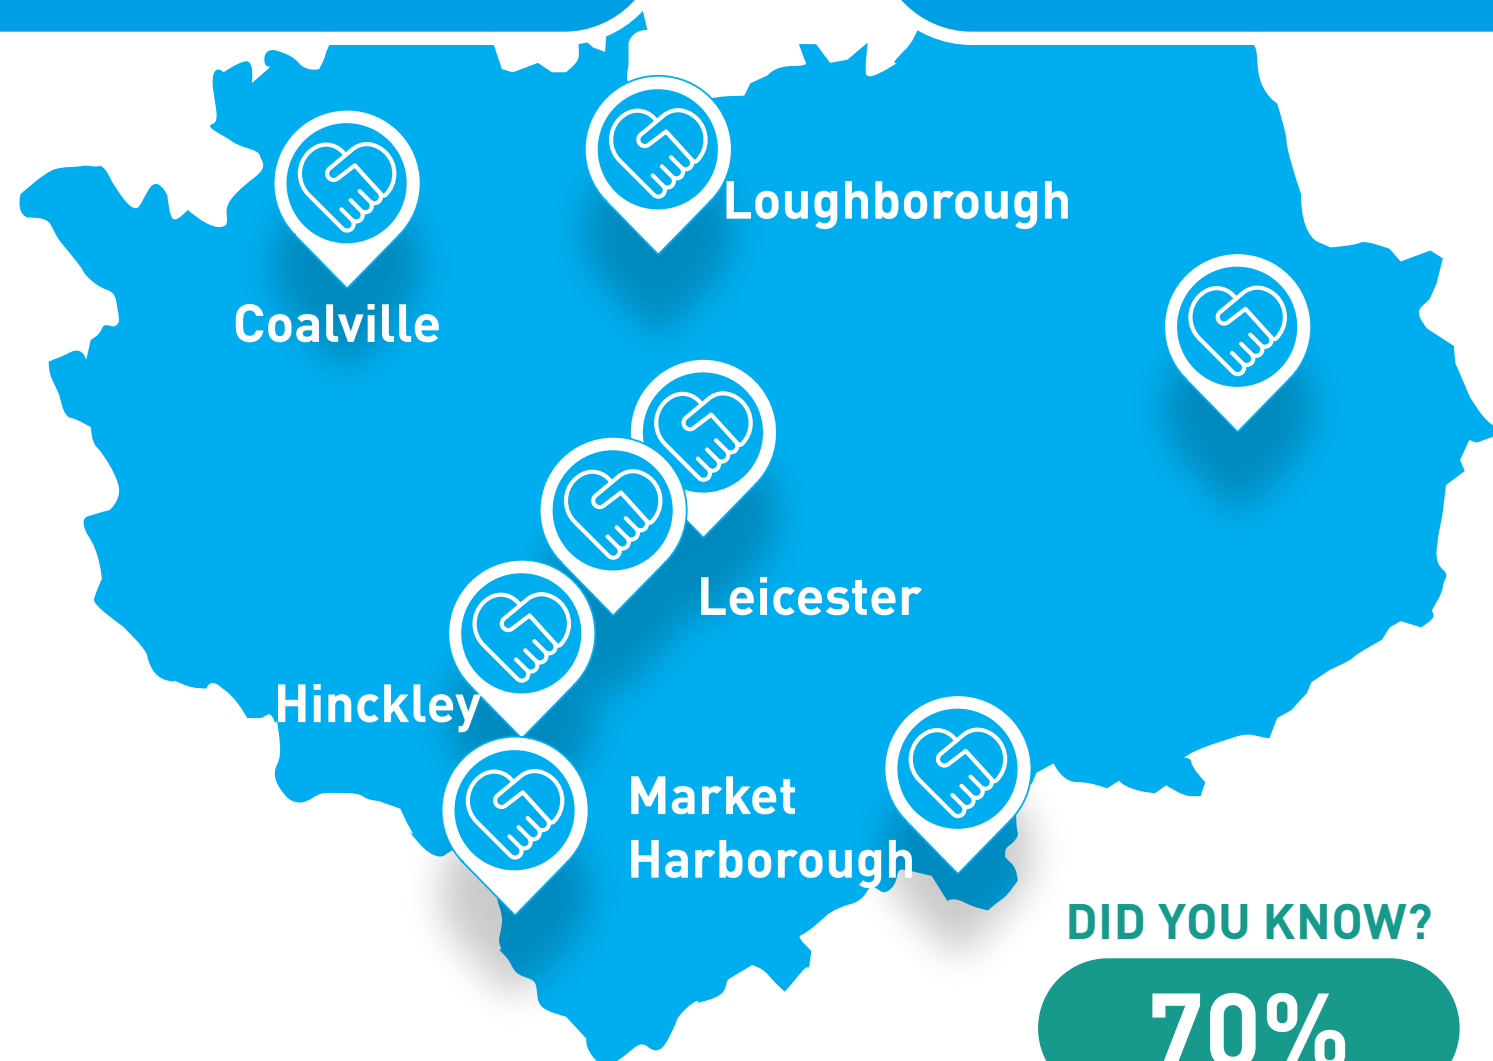 Loughborough
Coalville
Leicester
Hinckley
Market
Harborough
DID YOU KNOW?
70%